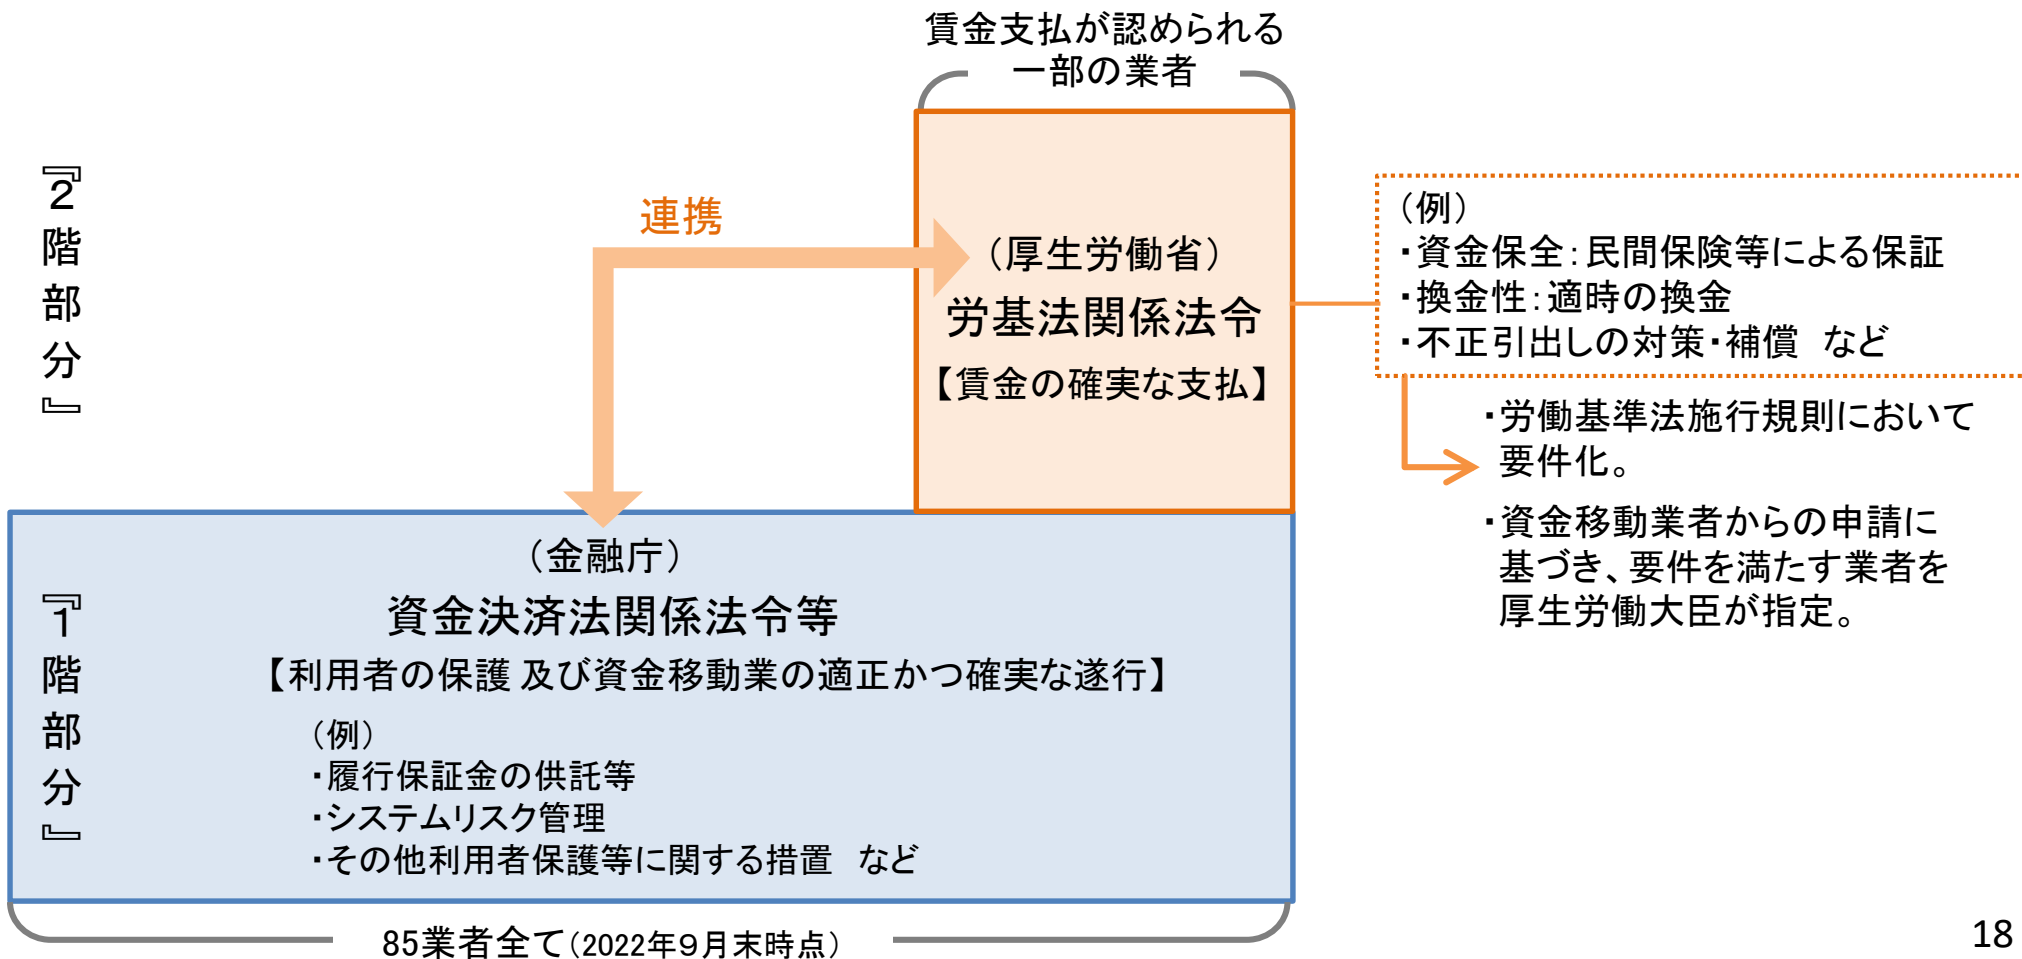 賃金支払が認められる
一部の業者
『2階部分』
連携
（厚生労働省）
労基法関係法令
【賃金の確実な支払】
（例）
・資金保全：民間保険等による保証
・換金性：適時の換金
・不正引出しの対策・補償　など
・労働基準法施行規則において
要件化。
・資金移動業者からの申請に
基づき、要件を満たす業者を
厚生労働大臣が指定。
『1階部分』
（金融庁）
資金決済法関係法令等
【利用者の保護 及び資金移動業の適正かつ確実な遂行】
（例）
・履行保証金の供託等
・システムリスク管理
・その他利用者保護等に関する措置　など
85業者全て（2022年９月末時点）
18